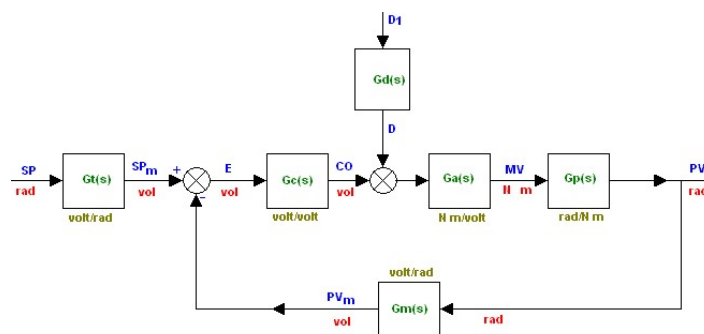 D1
Gd(s)
D
SP
rad
Gt(s)
volt/rad
SPm
vol
+
-
E
vol
Gc(s)
volt/volt
CO
vol
Ga(s)
N m/volt
MV
N m
Gp(s)
rad/N m
PV
rad
volt/rad
Gm(s)
PVm
vol
rad